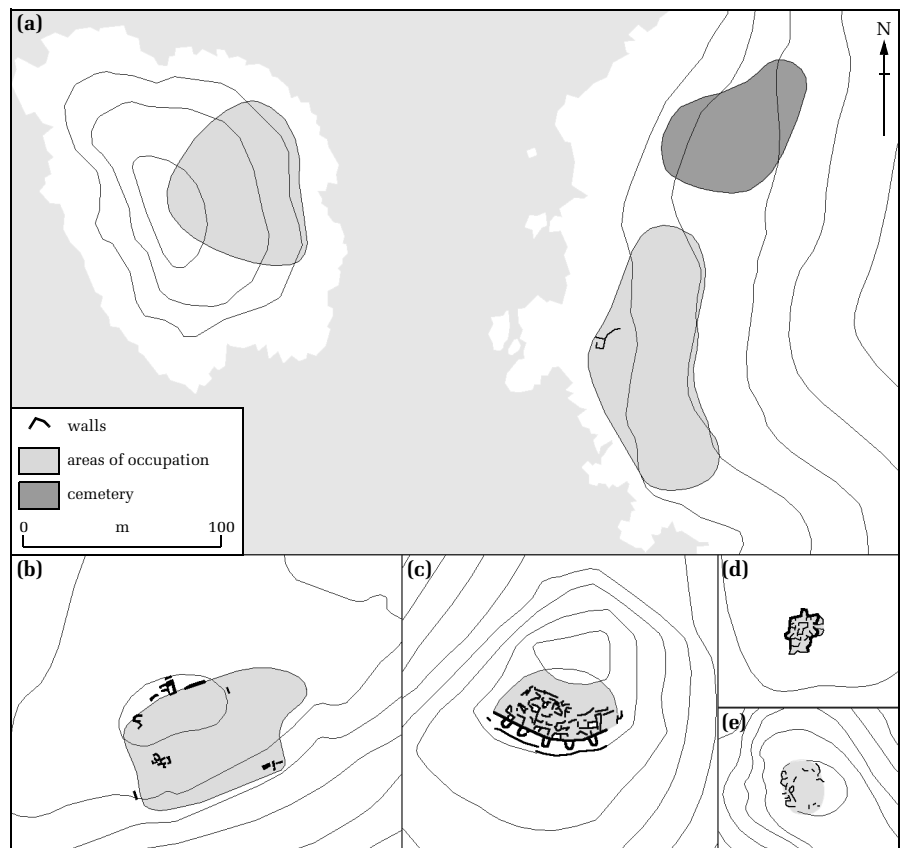 (a)
N
walls
areas of occupation
cemetery
0 m 100
(b)
(c)
(d)
(e)